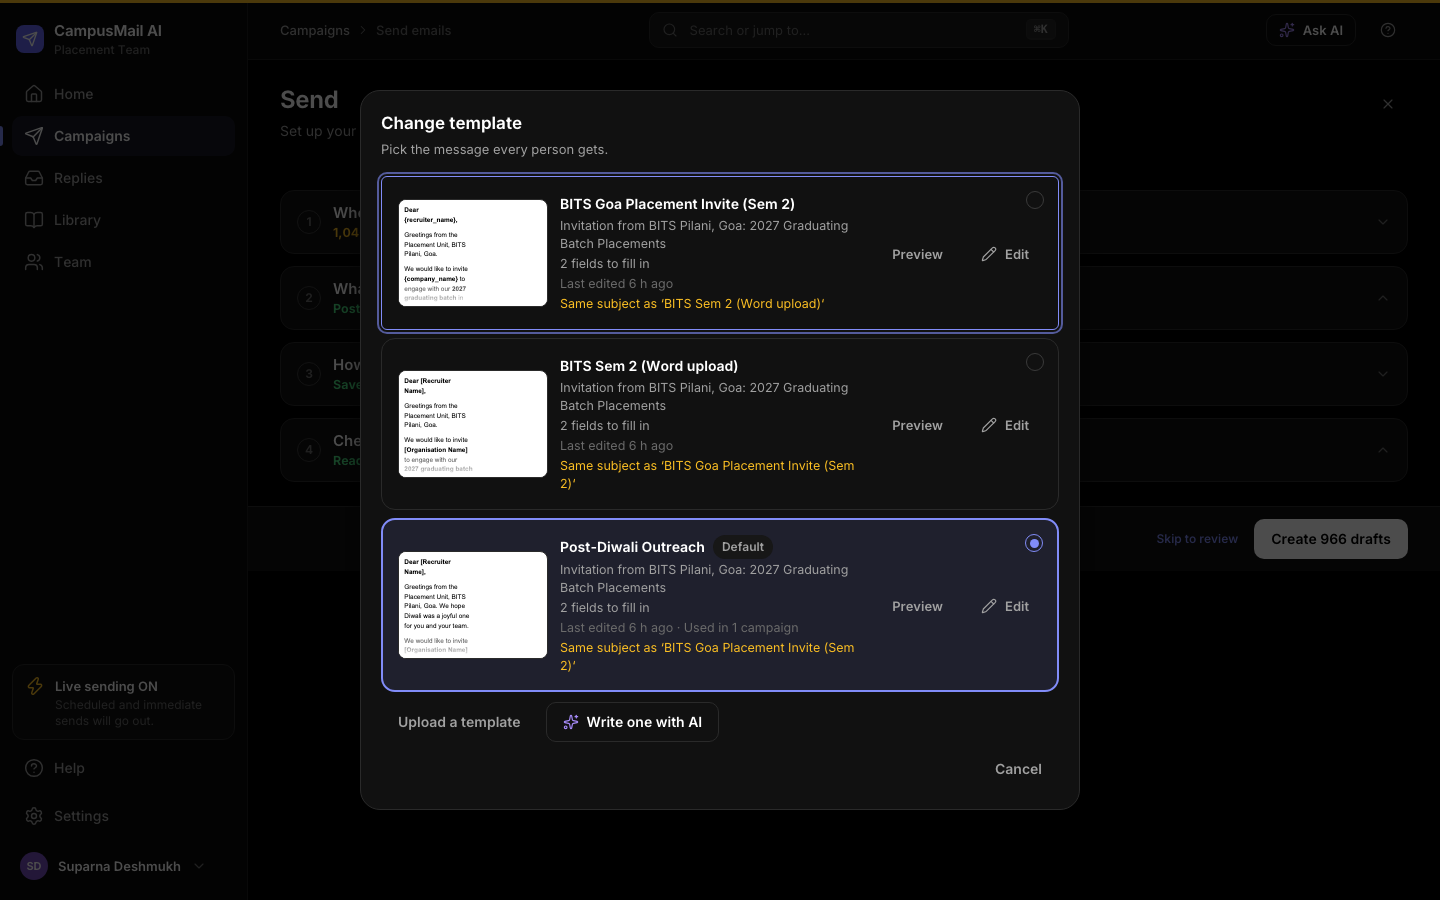 CampusMail AI
Placement Team
Home
Campaigns
Replies
Library
Team
Live sending ON
Scheduled and immediate
sends will go out.
Help
Settings
SD
Suparna Deshmukh
Campaigns
Send emails
Search or jump to...
⌘K
Ask AI
Send
Set up your
1
1,04
2
Post
3
How
Save
4
Read
Skip to review
Create 966 drafts
Change template
Pick the message every person gets.
Dear
{recruiter_name},
Greetings from the
Placement Unit, BITS
Pilani, Goa.
We would like to invite
{company_name} to
engage with our 2027
graduating batch in
BITS Goa Placement Invite (Sem 2)
Invitation from BITS Pilani, Goa: 2027 Graduating
Batch Placements
2 fields to fill in
Last edited 6 h ago
Same subject as ‘BITS Sem 2 (Word upload)’
Preview
Edit
Dear [Recruiter
Name],
Greetings from the
Placement Unit, BITS
Pilani, Goa.
We would like to invite
[Organisation Name]
to engage with our
2027 graduating batch
BITS Sem 2 (Word upload)
Invitation from BITS Pilani, Goa: 2027 Graduating
Batch Placements
2 fields to fill in
Last edited 6 h ago
Same subject as ‘BITS Goa Placement Invite (Sem
2)’
Preview
Edit
Dear [Recruiter
Name],
Greetings from the
Placement Unit, BITS
Pilani, Goa. We hope
Diwali was a joyful one
for you and your team.
We would like to invite
[Organisation Name]
Post-Diwali Outreach
Default
Invitation from BITS Pilani, Goa: 2027 Graduating
Batch Placements
2 fields to fill in
Last edited 6 h ago · Used in 1 campaign
Same subject as ‘BITS Goa Placement Invite (Sem
2)’
Preview
Edit
Upload a template
Write one with AI
Cancel